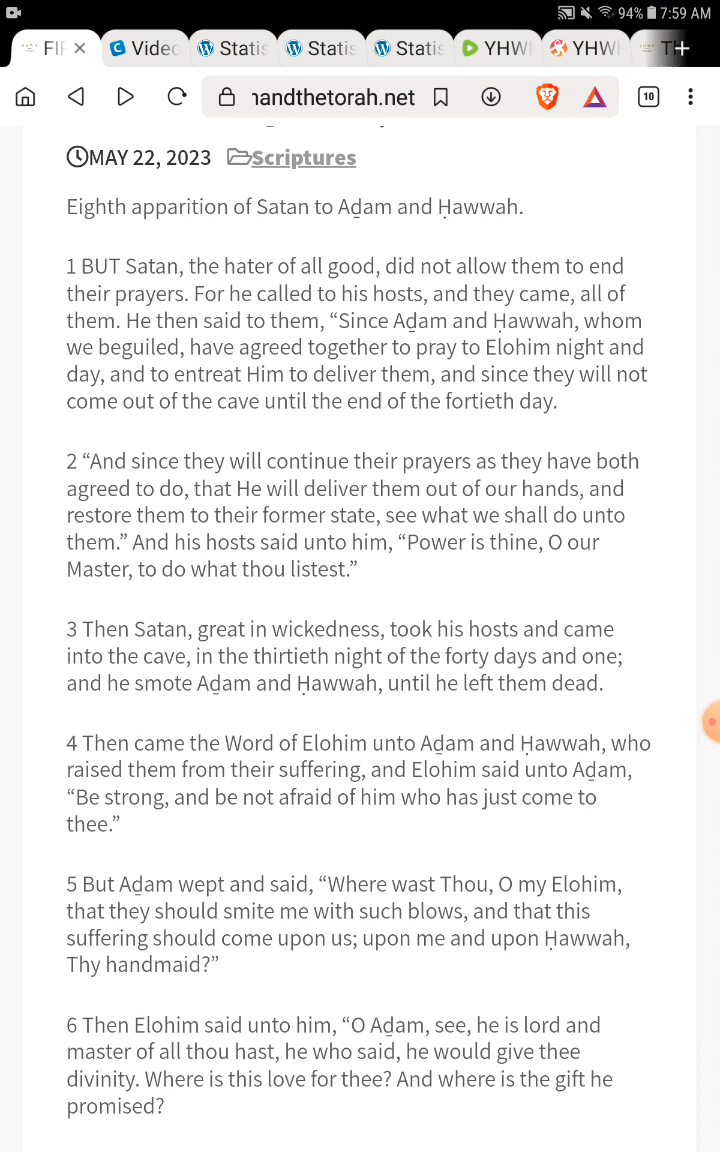 94% 7:59 AM
FI
Videc
Statis
Statis
Statis
YHW
YHW
nandthetorah.net
10
MAY 22, 2023 Scriptures
Eighth apparition of Satan to Aḏam and Ḥawwah.
1 BUT Satan, the hater of all good, did not allow them to end
their prayers. For he called to his hosts, and they came, all of
them. He then said to them, “Since Aḏam and Ḥawwah, whom
we beguiled, have agreed together to pray to Elohim night and
day, and to entreat Him to deliver them, and since they will not
come out of the cave until the end of the fortieth day.
2 “And since they will continue their prayers as they have both
agreed to do, that He will deliver them out of our hands, and
restore them to their former state, see what we shall do unto
them.” And his hosts said unto him, “Power is thine, O our
Master, to do what thou listest.”
3 Then Satan, great in wickedness, took his hosts and came
into the cave, in the thirtieth night of the forty days and one;
and he smote Aḏam and Ḥawwah, until he left them dead.
4 Then came the Word of Elohim unto Aḏam and Ḥawwah, who
raised them from their suffering, and Elohim said unto Aḏam,
“Be strong, and be not afraid of him who has just come to
thee.”
5 But Aḏam wept and said, “Where wast Thou, O my Elohim,
that they should smite me with such blows, and that this
suffering should come upon us; upon me and upon Ḥawwah,
Thy handmaid?”
6 Then Elohim said unto him, “O Aḏam, see, he is lord and
master of all thou hast, he who said, he would give thee
divinity. Where is this love for thee? And where is the gift he
promised?